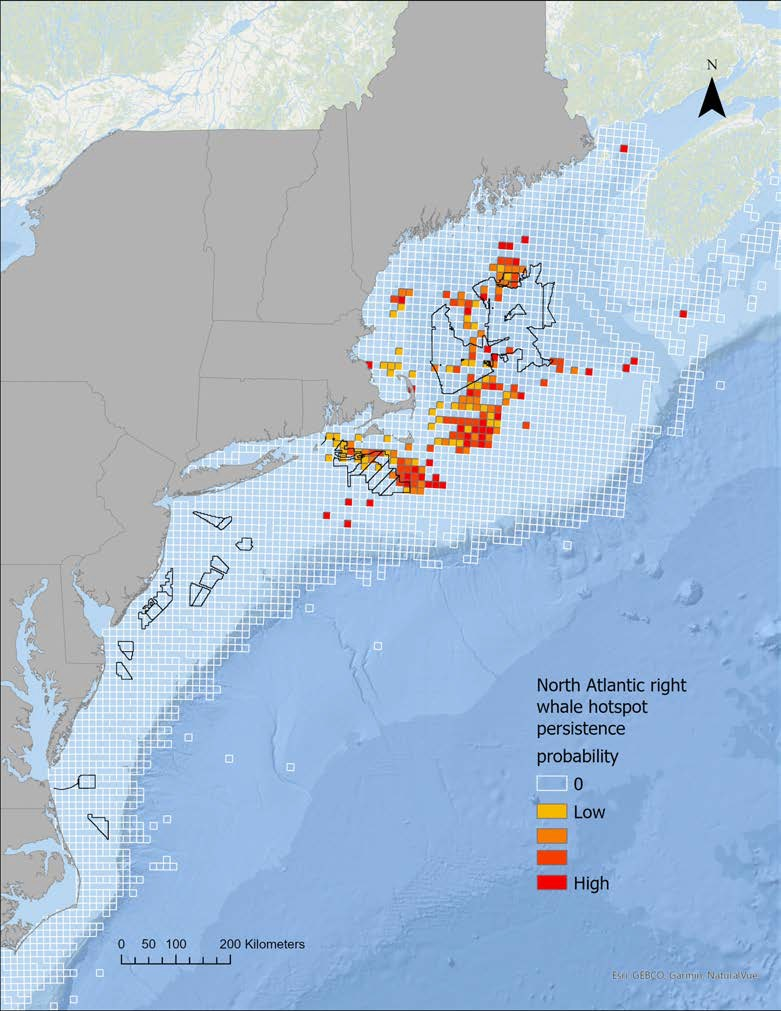 N
North Atlantic right
whale hotspot
persistence
probability
0
Low
High
0 50 100 200 Kilometers
Esri, GEBCO, Garmin, NaturalVue